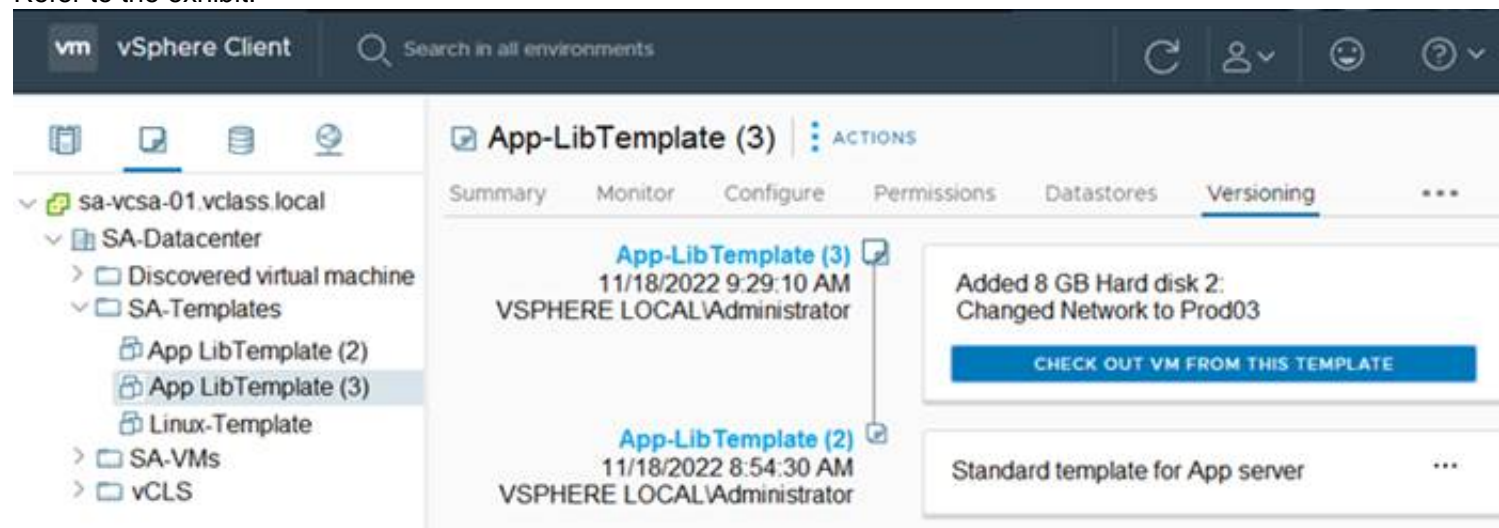 Refer to the exhibit.
vm vSphere Client Search in all environments
App-LibTemplate (3) ACTIONS
Summary Monitor Configure Permissions Datastores Versioning ...
sa-vcsa-01.vclass.local
SA-Datacenter
Discovered virtual machine
SA-Templates
App LibTemplate (2)
App LibTemplate (3)
Linux-Template
SA-VMs
vCLS
App-LibTemplate (3)
11/18/2022 9:29:10 AM
VSPHERE LOCAL\Administrator
Added 8 GB Hard disk 2:
Changed Network to Prod03
CHECK OUT VM FROM THIS TEMPLATE
App-LibTemplate (2)
11/18/2022 8:54:30 AM
VSPHERE LOCAL\Administrator
Standard template for App server ...